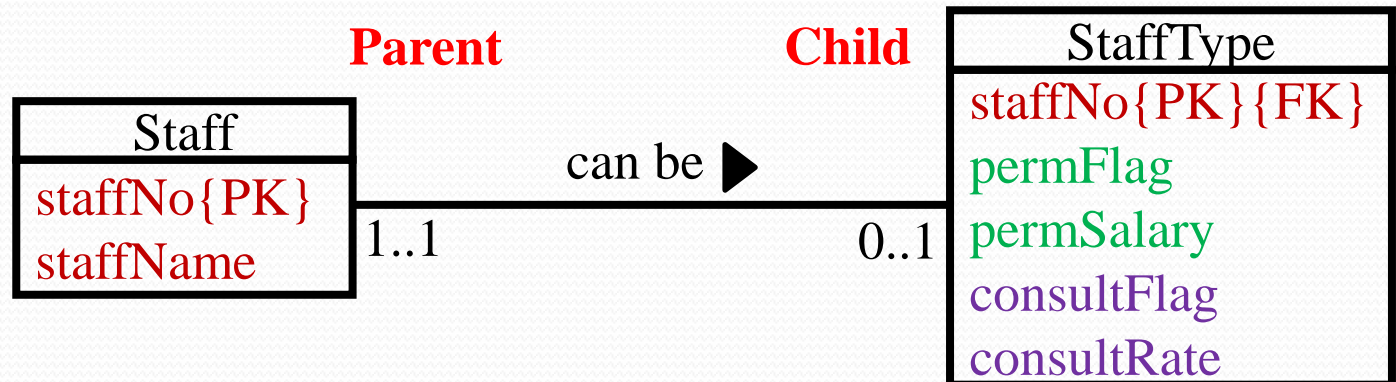 Parent
Child
Staff
staffNo{PK}
staffName
can be
1..1
0..1
StaffType
staffNo{PK}{FK}
permFlag
permSalary
consultFlag
consultRate